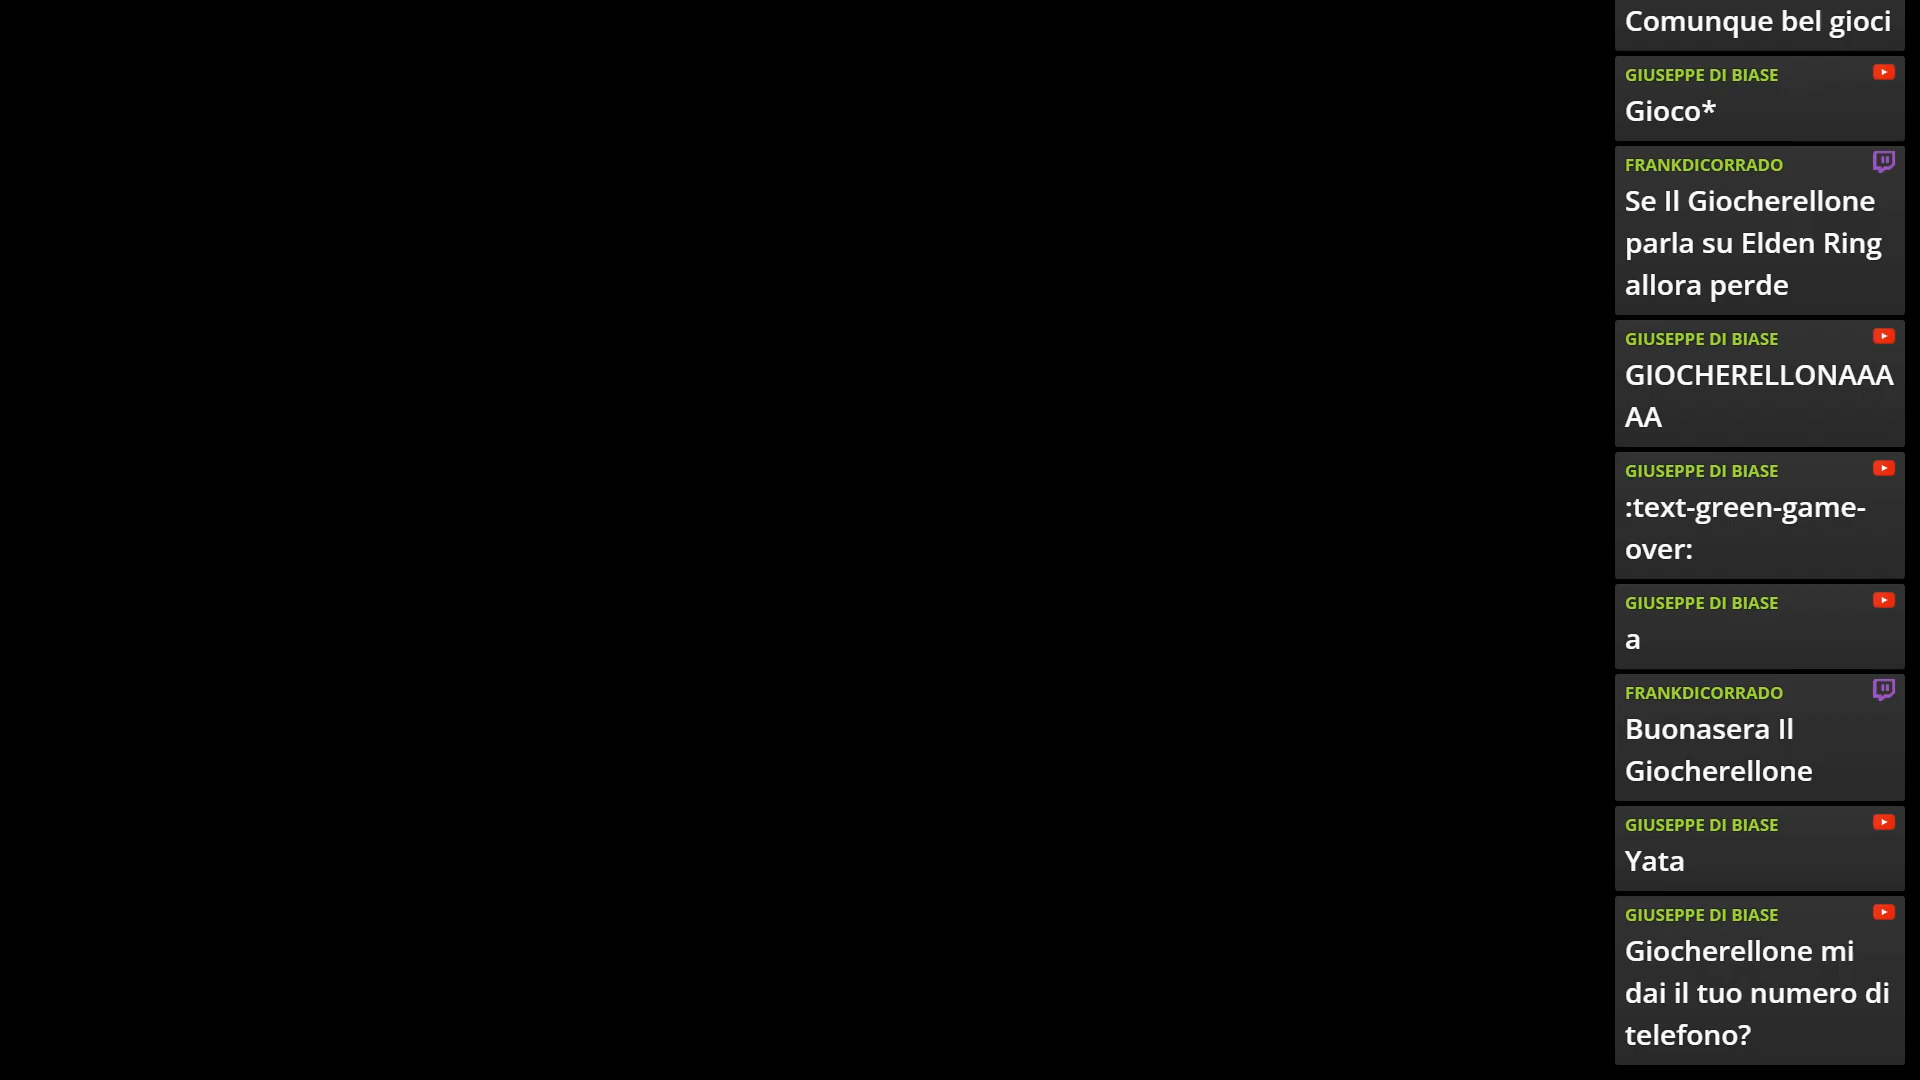 Comunque bel gioci
GIUSEPPE DI BIASE
Gioco*
FRANKDICORRADO
Se Il Giocherellone
parla su Elden Ring
allora perde
GIUSEPPE DI BIASE
GIOCHERELLONAAA
AA
GIUSEPPE DI BIASE
:text-green-game-
over:
GIUSEPPE DI BIASE
a
FRANKDICORRADO
Buonasera Il
Giocherellone
GIUSEPPE DI BIASE
Yata
GIUSEPPE DI BIASE
Giocherellone mi
dai il tuo numero di
telefono?